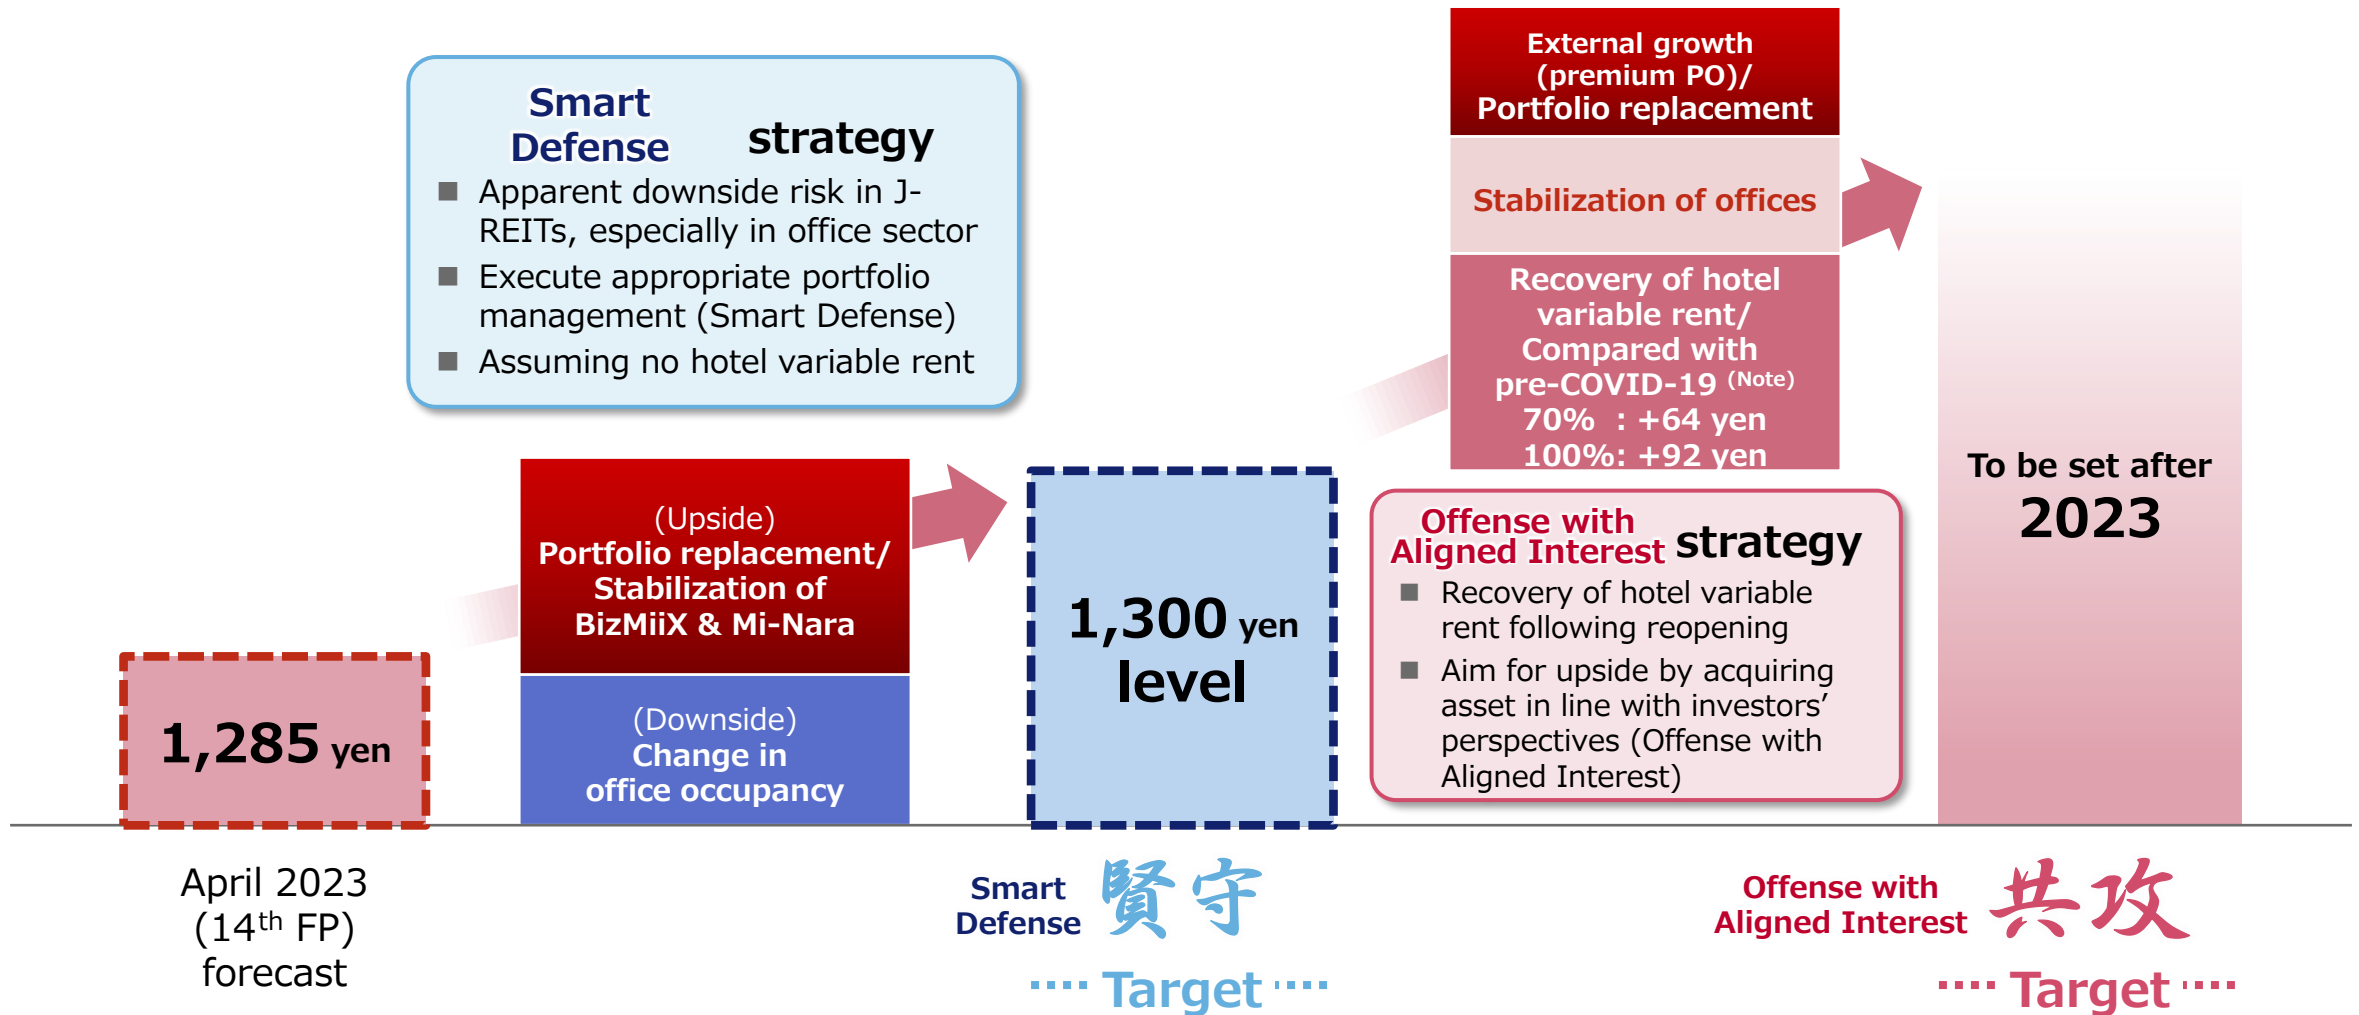 Smart
Defense strategy
■ Apparent downside risk in J-
REITs, especially in office sector
■ Execute appropriate portfolio
management (Smart Defense)
■ Assuming no hotel variable rent
External growth
(premium PO)/
Portfolio replacement
Stabilization of offices
Recovery of hotel
variable rent/
Compared with
pre-COVID-19 (Note)
70% : +64 yen
100%: +92 yen
(Upside)
Portfolio replacement/
Stabilization of
BizMiiX & Mi-Nara
(Downside)
Change in
office occupancy
1,285 yen
1,300 yen
level
Offense with
Aligned Interest strategy
■ Recovery of hotel variable
rent following reopening
■ Aim for upside by acquiring
asset in line with investors’
perspectives (Offense with
Aligned Interest)
To be set after
2023
April 2023
(14th FP)
forecast
Smart
Defense 賢守
Target
Offense with
Aligned Interest 共攻
Target